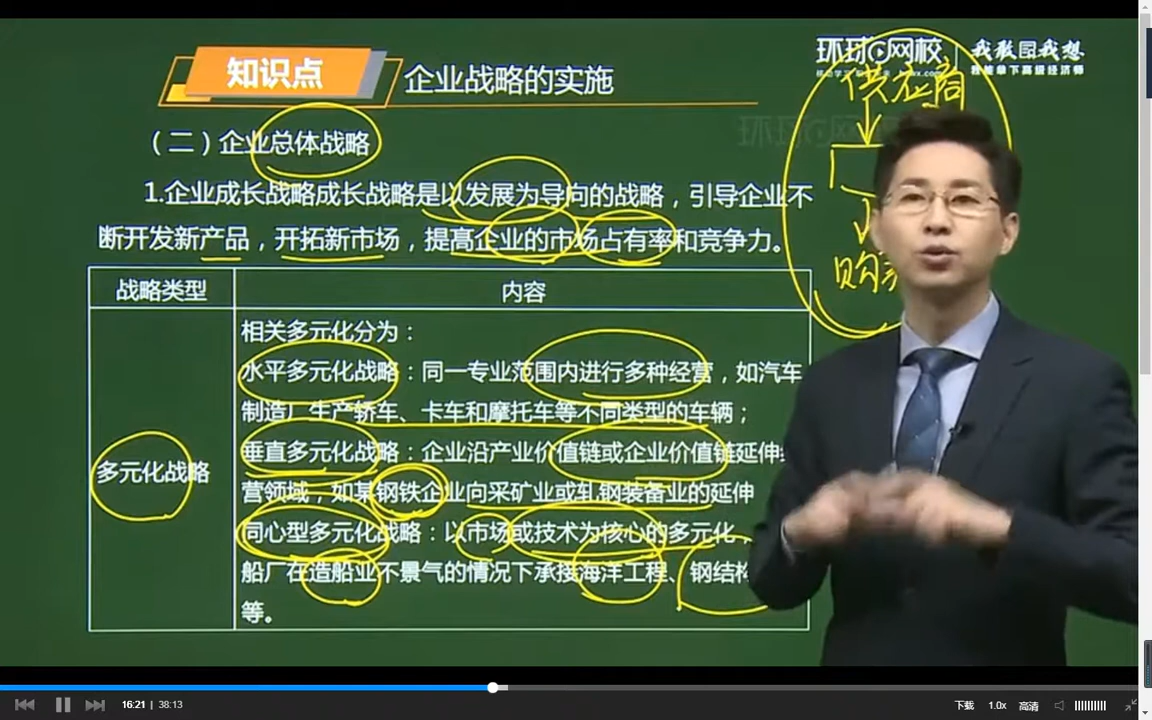 环球网校
我敢因我想
我能拿下高级经济师
知识点
企业战略的实施
供应商
（二）企业总体战略
1.企业成长战略成长战略是以发展为导向的战略，引导企业不
断开发新产品，开拓新市场，提高企业的市场占有率和竞争力。
购
战略类型
内容
多元化战略
相关多元化分为：
水平多元化战略：同一专业范围内进行多种经营，如汽车
制造厂生产轿车、卡车和摩托车等不同类型的车辆；
垂直多元化战略：企业沿产业价值链或企业价值链延伸
营领域，如某钢铁企业向采矿业或轧钢装备业的延伸
同心型多元化战略：以市场或技术为核心的多元化，
船厂在造船业不景气的情况下承接海洋工程、钢结
等。
16:21 | 38:13
下载
1.0x
高清